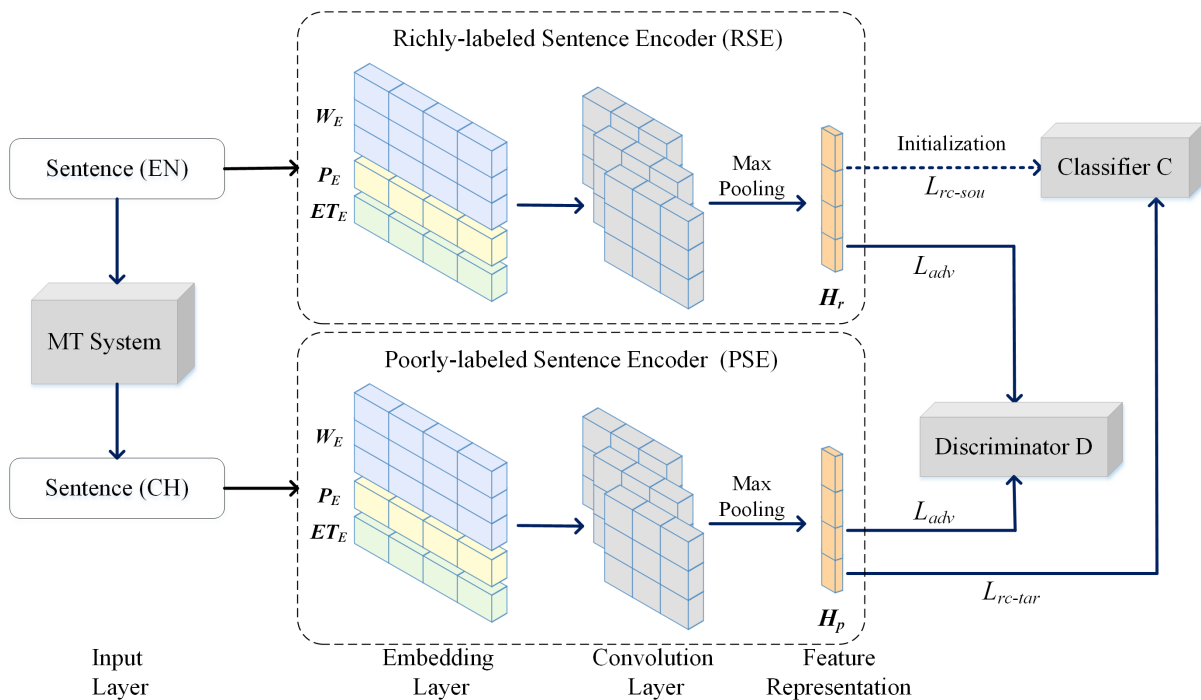 Richly-labeled Sentence Encoder (RSE)
W_E
P_E
ET_E
Max
Pooling
H_r
Sentence (EN)
Initialization
L_rc-sou
Classifier C
L_adv
MT System
Poorly-labeled Sentence Encoder (PSE)
W_E
P_E
ET_E
Max
Pooling
H_p
Sentence (CH)
Discriminator D
L_adv
L_rc-tar
Input
Layer
Embedding
Layer
Convolution
Layer
Feature
Representation